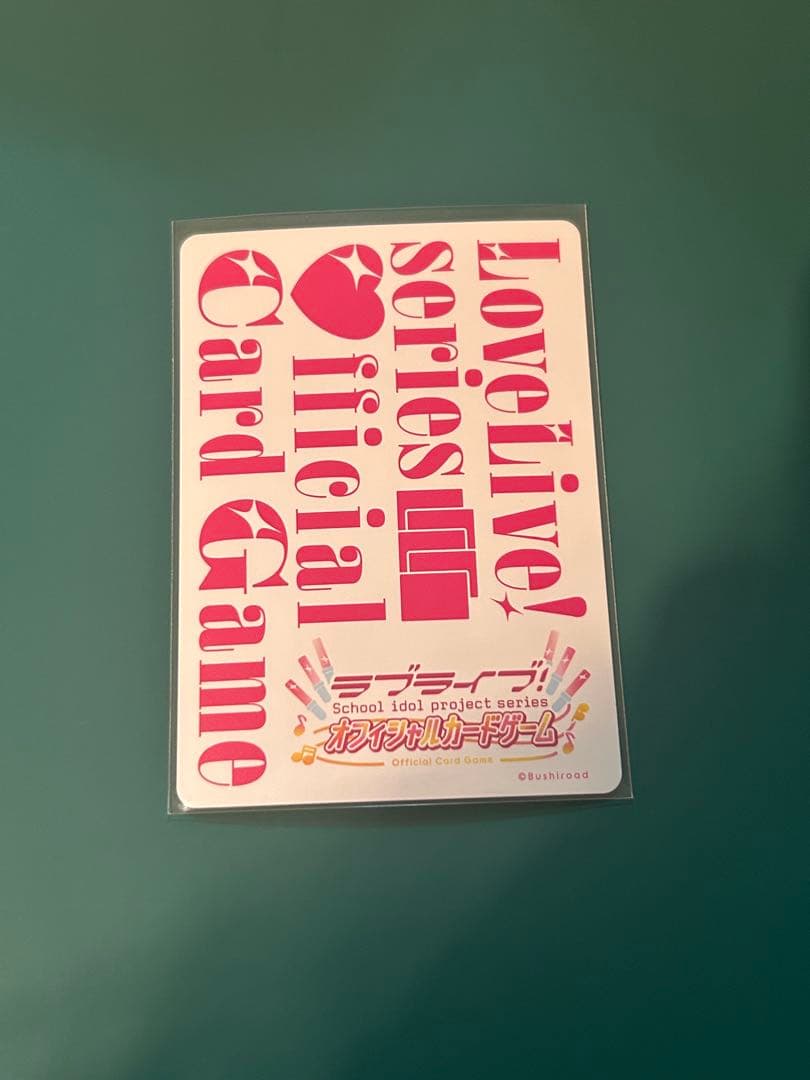 LoveLive!
series
♥fficial
Card Game
ラブライブ!
School idol project series
オフィシャルカードゲーム
Official Card Game
©Bushiroad